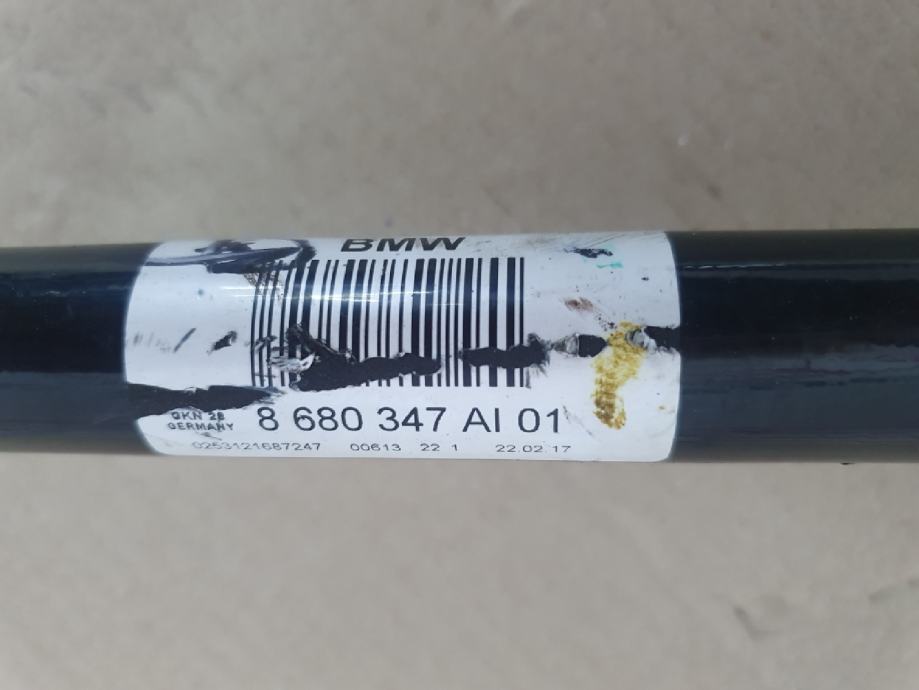 BMW
8 680 347 AI 01
GKN 28
GERMANY
0253121687247 00613 22 1 22.02.17